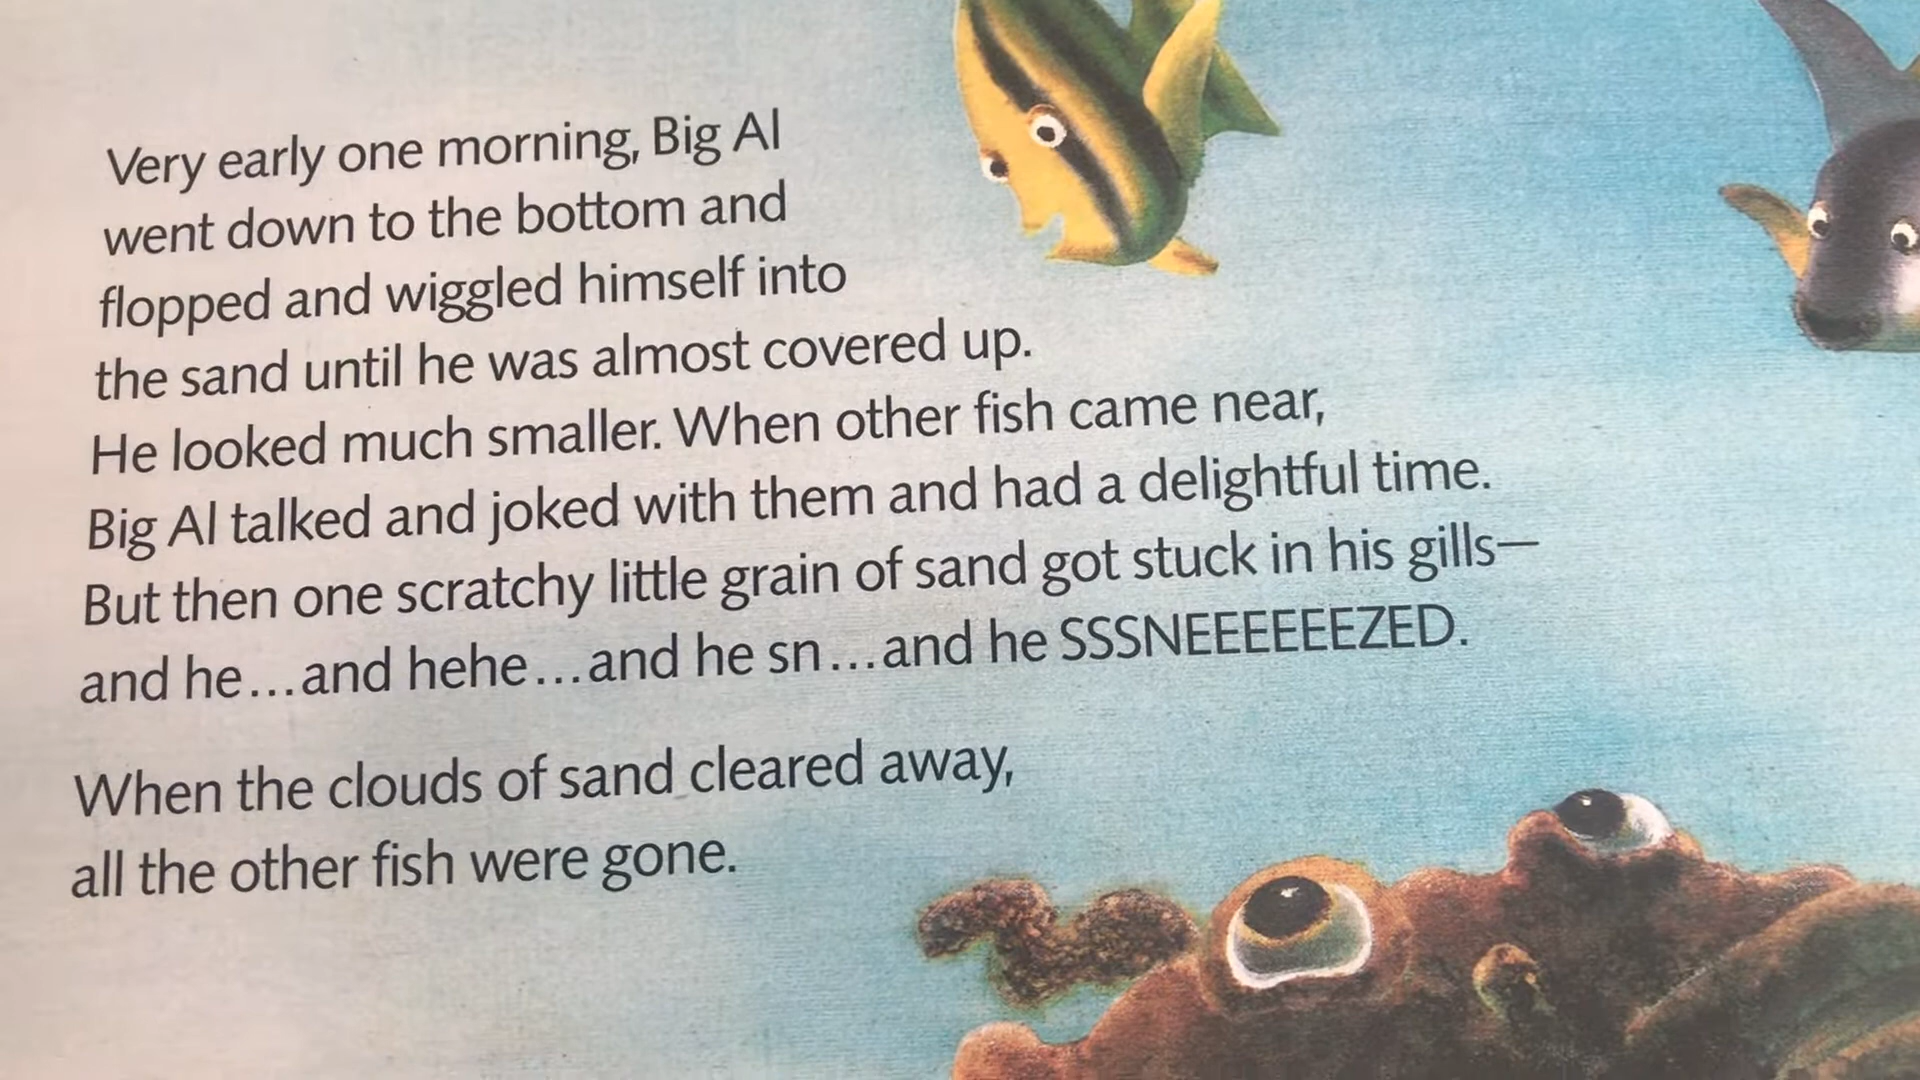 Very early one morning, Big Al
went down to the bottom and
flopped and wiggled himself into
the sand until he was almost covered up.
He looked much smaller. When other fish came near,
Big Al talked and joked with them and had a delightful time.
But then one scratchy little grain of sand got stuck in his gills—
and he...and hehe...and he sn...and he SSSNEEEEEEZED.
When the clouds of sand cleared away,
all the other fish were gone.